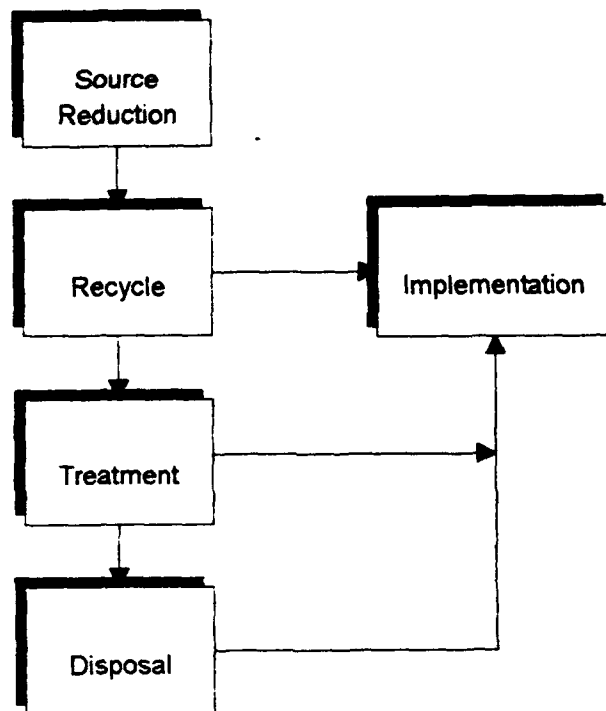 Source
Reduction
Recycle
Implementation
Treatment
Disposal